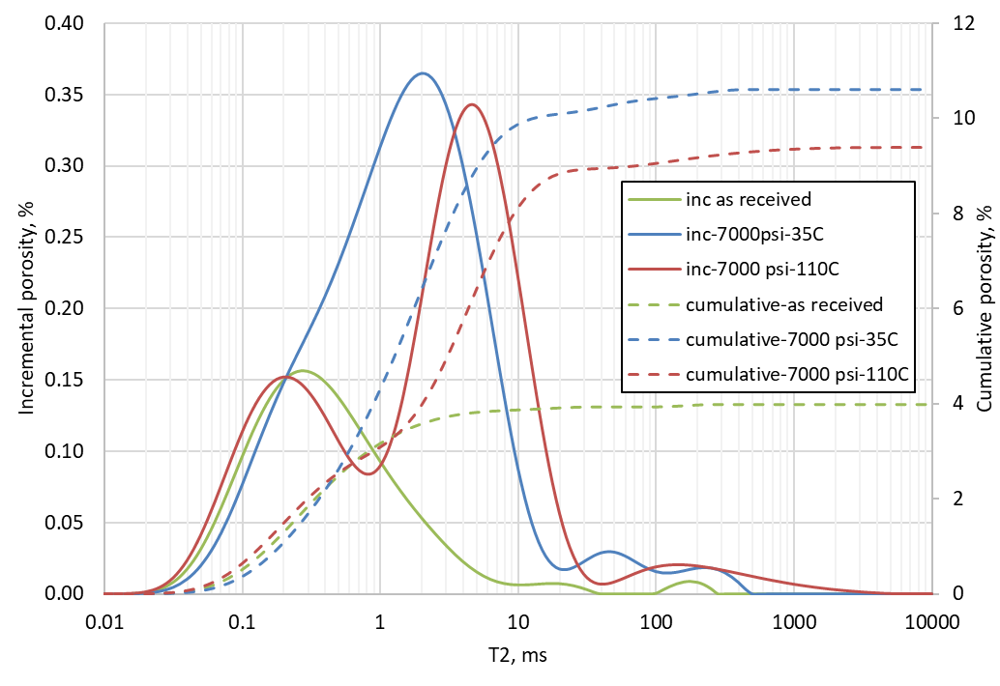 0.40
0.35
0.30
0.25
0.20
0.15
0.10
0.05
0.00
Incremental porosity, %
12
10
8
6
4
2
0
Cumulative porosity, %
inc as received
inc-7000psi-35C
inc-7000 psi-110C
cumulative-as received
cumulative-7000 psi-35C
cumulative-7000 psi-110C
0.01 0.1 1 10 100 1000 10000
T2, ms